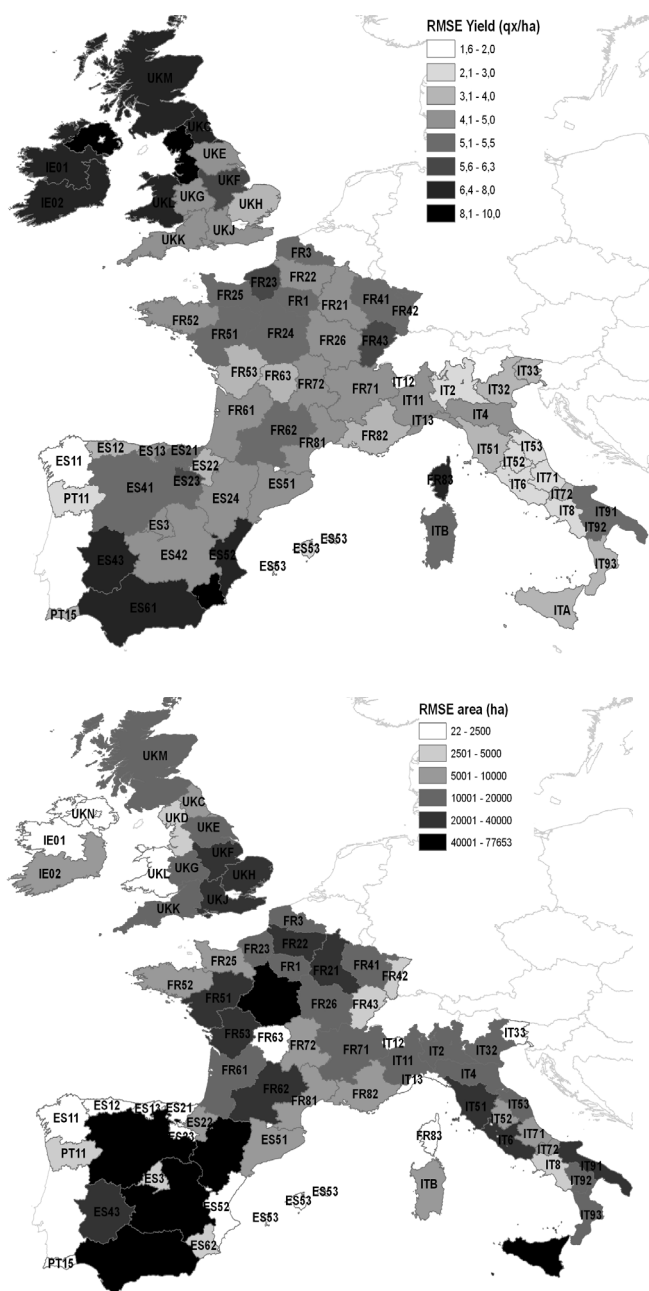 RMSE Yield (qx/ha)
1,6 - 2,0
2,1 - 3,0
3,1 - 4,0
4,1 - 5,0
5,1 - 5,5
5,6 - 6,3
6,4 - 8,0
8,1 - 10,0
UKM
UKC
UKE
IE01
UKF
IE02
UKL
UKG
UKH
UKK
UKJ
FR3
FR22
FR23
FR25
FR1
FR21
FR41
FR42
FR52
FR51
FR24
FR26
FR43
FR53
FR63
FR72
FR71
IT12
IT11
IT2
IT32
IT33
FR61
FR62
FR81
FR82
IT13
IT4
ES11
ES12
ES13
ES21
ES22
ES23
PT11
ES41
ES24
ES51
IT51
IT53
IT52
IT6
IT71
IT72
IT8
IT91
IT92
FR83
ITB
ES3
ES43
ES42
ES52
ES53
ES53
ES53
IT93
ITA
PT15
ES61
RMSE area (ha)
22 - 2500
2501 - 5000
5001 - 10000
10001 - 20000
20001 - 40000
40001 - 77653
UKM
UKC
UKN
UKD
UKE
IE01
UKF
IE02
UKL
UKG
UKH
UKK
UKJ
FR3
FR22
FR23
FR25
FR1
FR21
FR41
FR42
FR52
FR51
FR26
FR43
FR53
FR63
FR72
FR71
IT12
IT11
IT2
IT32
IT33
FR61
FR62
FR81
FR82
IT13
IT4
ES11
ES12
ES13
ES21
ES22
ES23
PT11
ES51
IT51
IT53
IT52
IT6
IT71
IT72
IT8
IT91
IT92
FR83
ITB
ES3
ES43
ES52
ES53
ES53
ES53
IT93
PT15
ES62